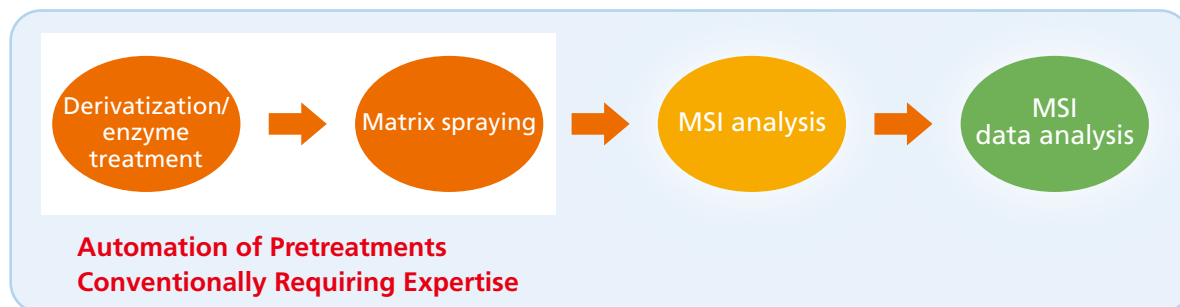 Derivatization/
enzyme
treatment
Matrix spraying
MSI analysis
MSI
data analysis
Automation of Pretreatments
Conventionally Requiring Expertise